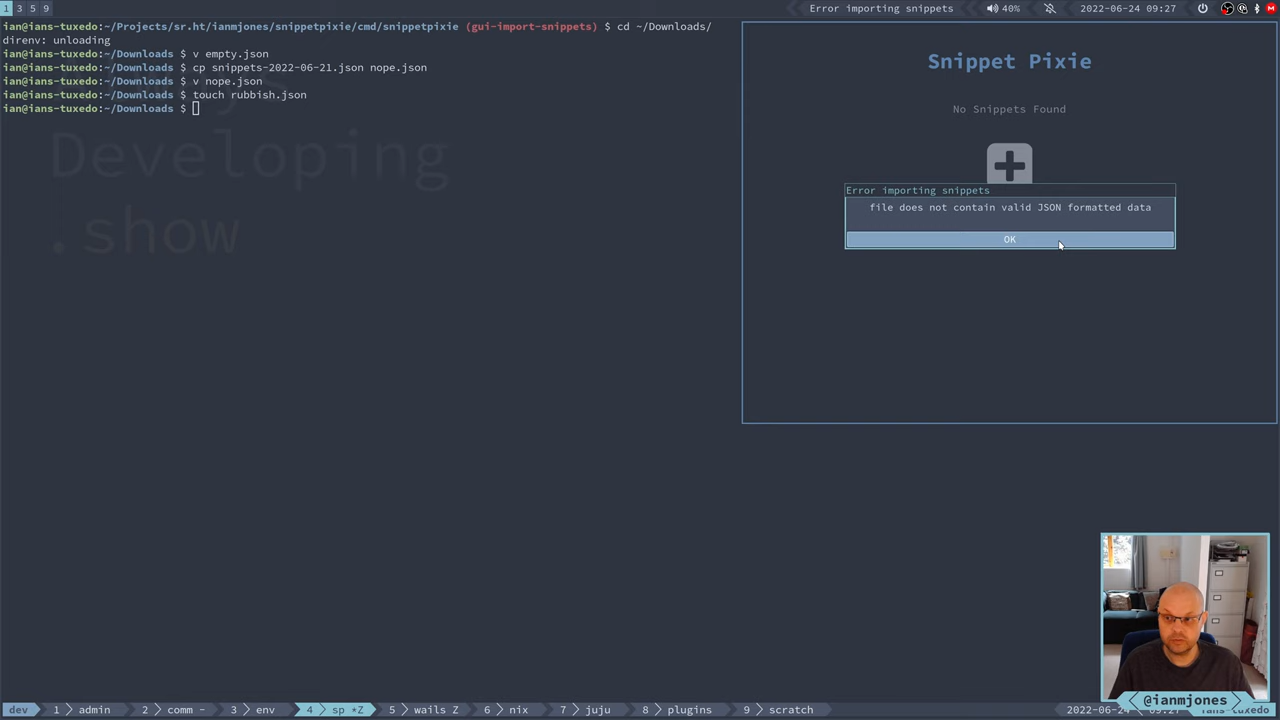 1 3 5 9
Error importing snippets
40%
2022-06-24 09:27
ian@ians-tuxedo:~/Projects/sr.ht/ianmjones/snippetpixie/cmd/snippetpixie (gui-import-snippets) $ cd ~/Downloads/
direnv: unloading
ian@ians-tuxedo:~/Downloads $ v empty.json
ian@ians-tuxedo:~/Downloads $ cp snippets-2022-06-21.json nope.json
ian@ians-tuxedo:~/Downloads $ v nope.json
ian@ians-tuxedo:~/Downloads $ touch rubbish.json
ian@ians-tuxedo:~/Downloads $
Developing
.show
Snippet Pixie
No Snippets Found
Error importing snippets
file does not contain valid JSON formatted data
OK
@ianmjones
dev 1 admin 2 comm - 3 env 4 sp *Z 5 wails Z 6 nix 7 juju 8 plugins 9 scratch 2022-06-24